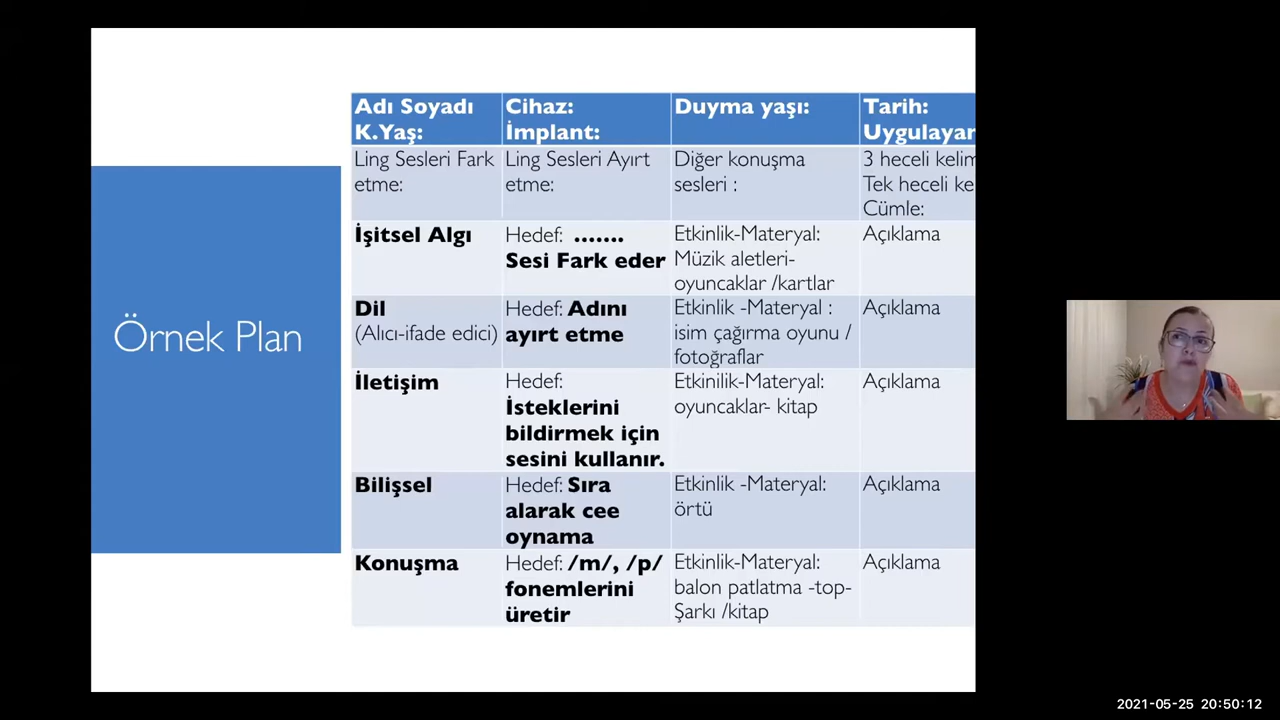 Örnek Plan
Adı Soyadı
K.Yaş:
Cihaz:
İmplant:
Duyma yaşı:
Tarih:
Uygulayan
Ling Sesleri Fark
etme:
Ling Sesleri Ayırt
etme:
Diğer konuşma
sesleri :
3 heceli kelim
Tek heceli ke
Cümle:
İşitsel Algı
Hedef: .......
Sesi Fark eder
Etkinlik-Materyal:
Müzik aletleri-
oyuncaklar /kartlar
Açıklama
Dil
(Alıcı-ifade edici)
Hedef: Adını
ayırt etme
Etkinlik -Materyal :
isim çağırma oyunu /
fotoğraflar
Açıklama
İletişim
Hedef:
İsteklerini
bildirmek için
sesini kullanır.
Etkinilik-Materyal:
oyuncaklar- kitap
Açıklama
Bilişsel
Hedef: Sıra
alarak cee
oynama
Etkinlik -Materyal:
örtü
Açıklama
Konuşma
Hedef: /m/, /p/
fonemlerini
üretir
Etkinlik-Materyal:
balon patlatma -top-
Şarkı /kitap
Açıklama
2021-05-25 20:50:12